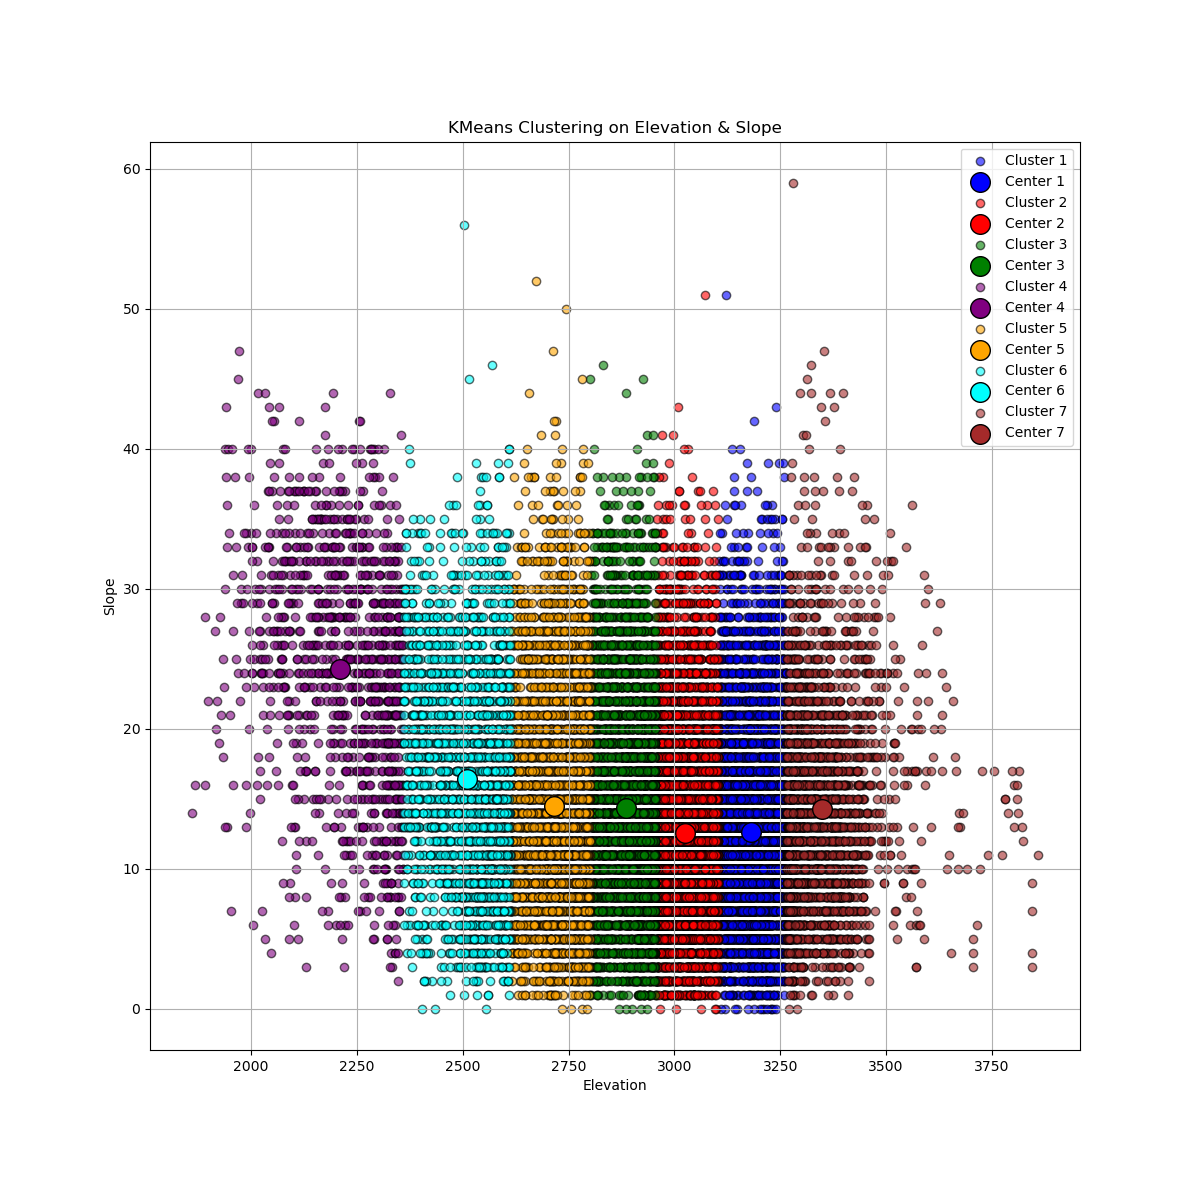 KMeans Clustering on Elevation & Slope
Cluster 1
Center 1
Cluster 2
Center 2
Cluster 3
Center 3
Cluster 4
Center 4
Cluster 5
Center 5
Cluster 6
Center 6
Cluster 7
Center 7
60
50
40
30
20
10
0
Slope
2000 2250 2500 2750 3000 3250 3500 3750
Elevation